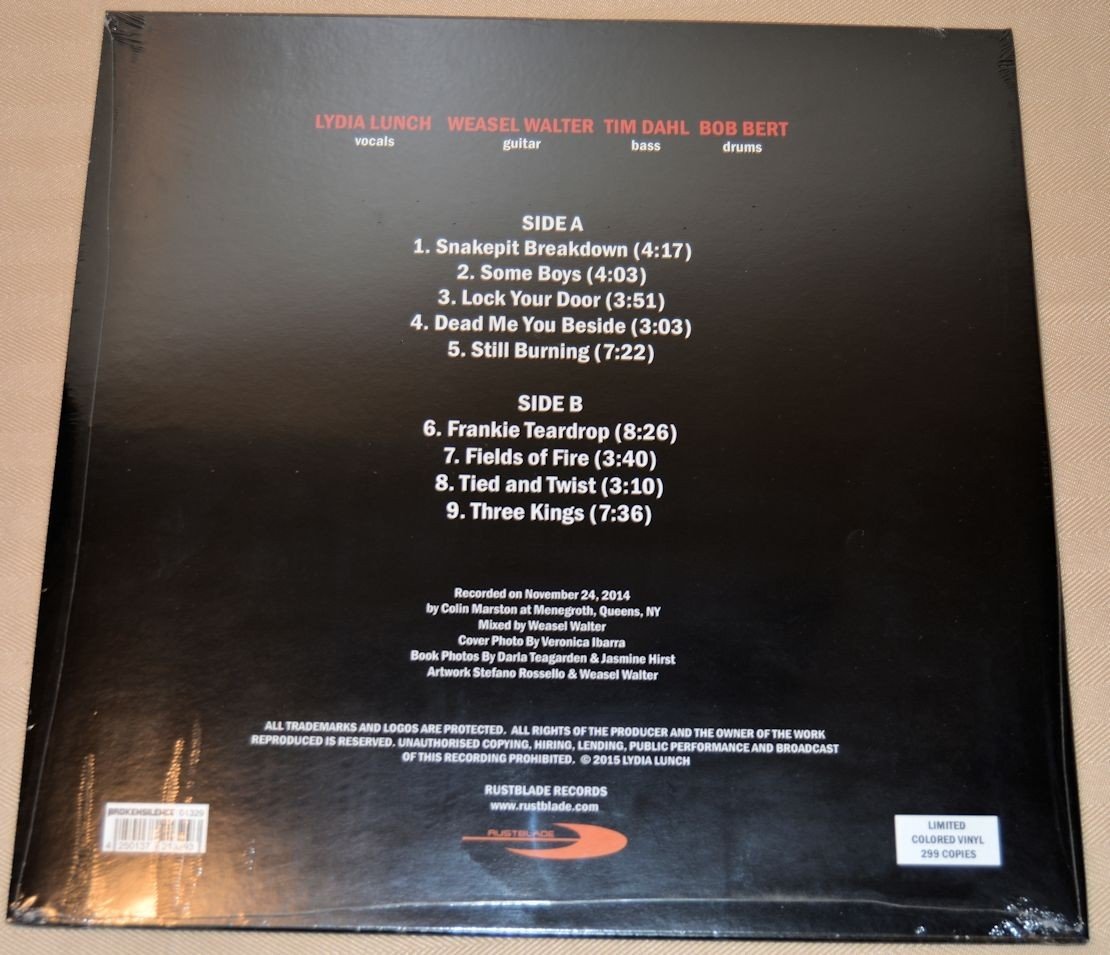 LYDIA LUNCH WEASEL WALTER TIM DAHL BOB BERT
vocals guitar bass drums
SIDE A
1. Snakepit Breakdown (4:17)
2. Some Boys (4:03)
3. Lock Your Door (3:51)
4. Dead Me You Beside (3:03)
5. Still Burning (7:22)
SIDE B
6. Frankie Teardrop (8:26)
7. Fields of Fire (3:40)
8. Tied and Twist (3:10)
9. Three Kings (7:36)
Recorded on November 24, 2014
by Colin Marston at Menegroth, Queens, NY
Mixed by Weasel Walter
Cover Photo By Veronica Ibarra
Book Photos By Darla Teagarden & Jasmine Hirst
Artwork Stefano Rossello & Weasel Walter
ALL TRADEMARKS AND LOGOS ARE PROTECTED. ALL RIGHTS OF THE PRODUCER AND THE OWNER OF THE WORK
REPRODUCED IS RESERVED. UNAUTHORISED COPYING, HIRING, LENDING, PUBLIC PERFORMANCE AND BROADCAST
OF THIS RECORDING PROHIBITED. © 2015 LYDIA LUNCH
RUSTBLADE RECORDS
www.rustblade.com
RUSTBLADE
BROKENSILENCE 01329
4 250137
LIMITED
COLORED VINYL
299 COPIES